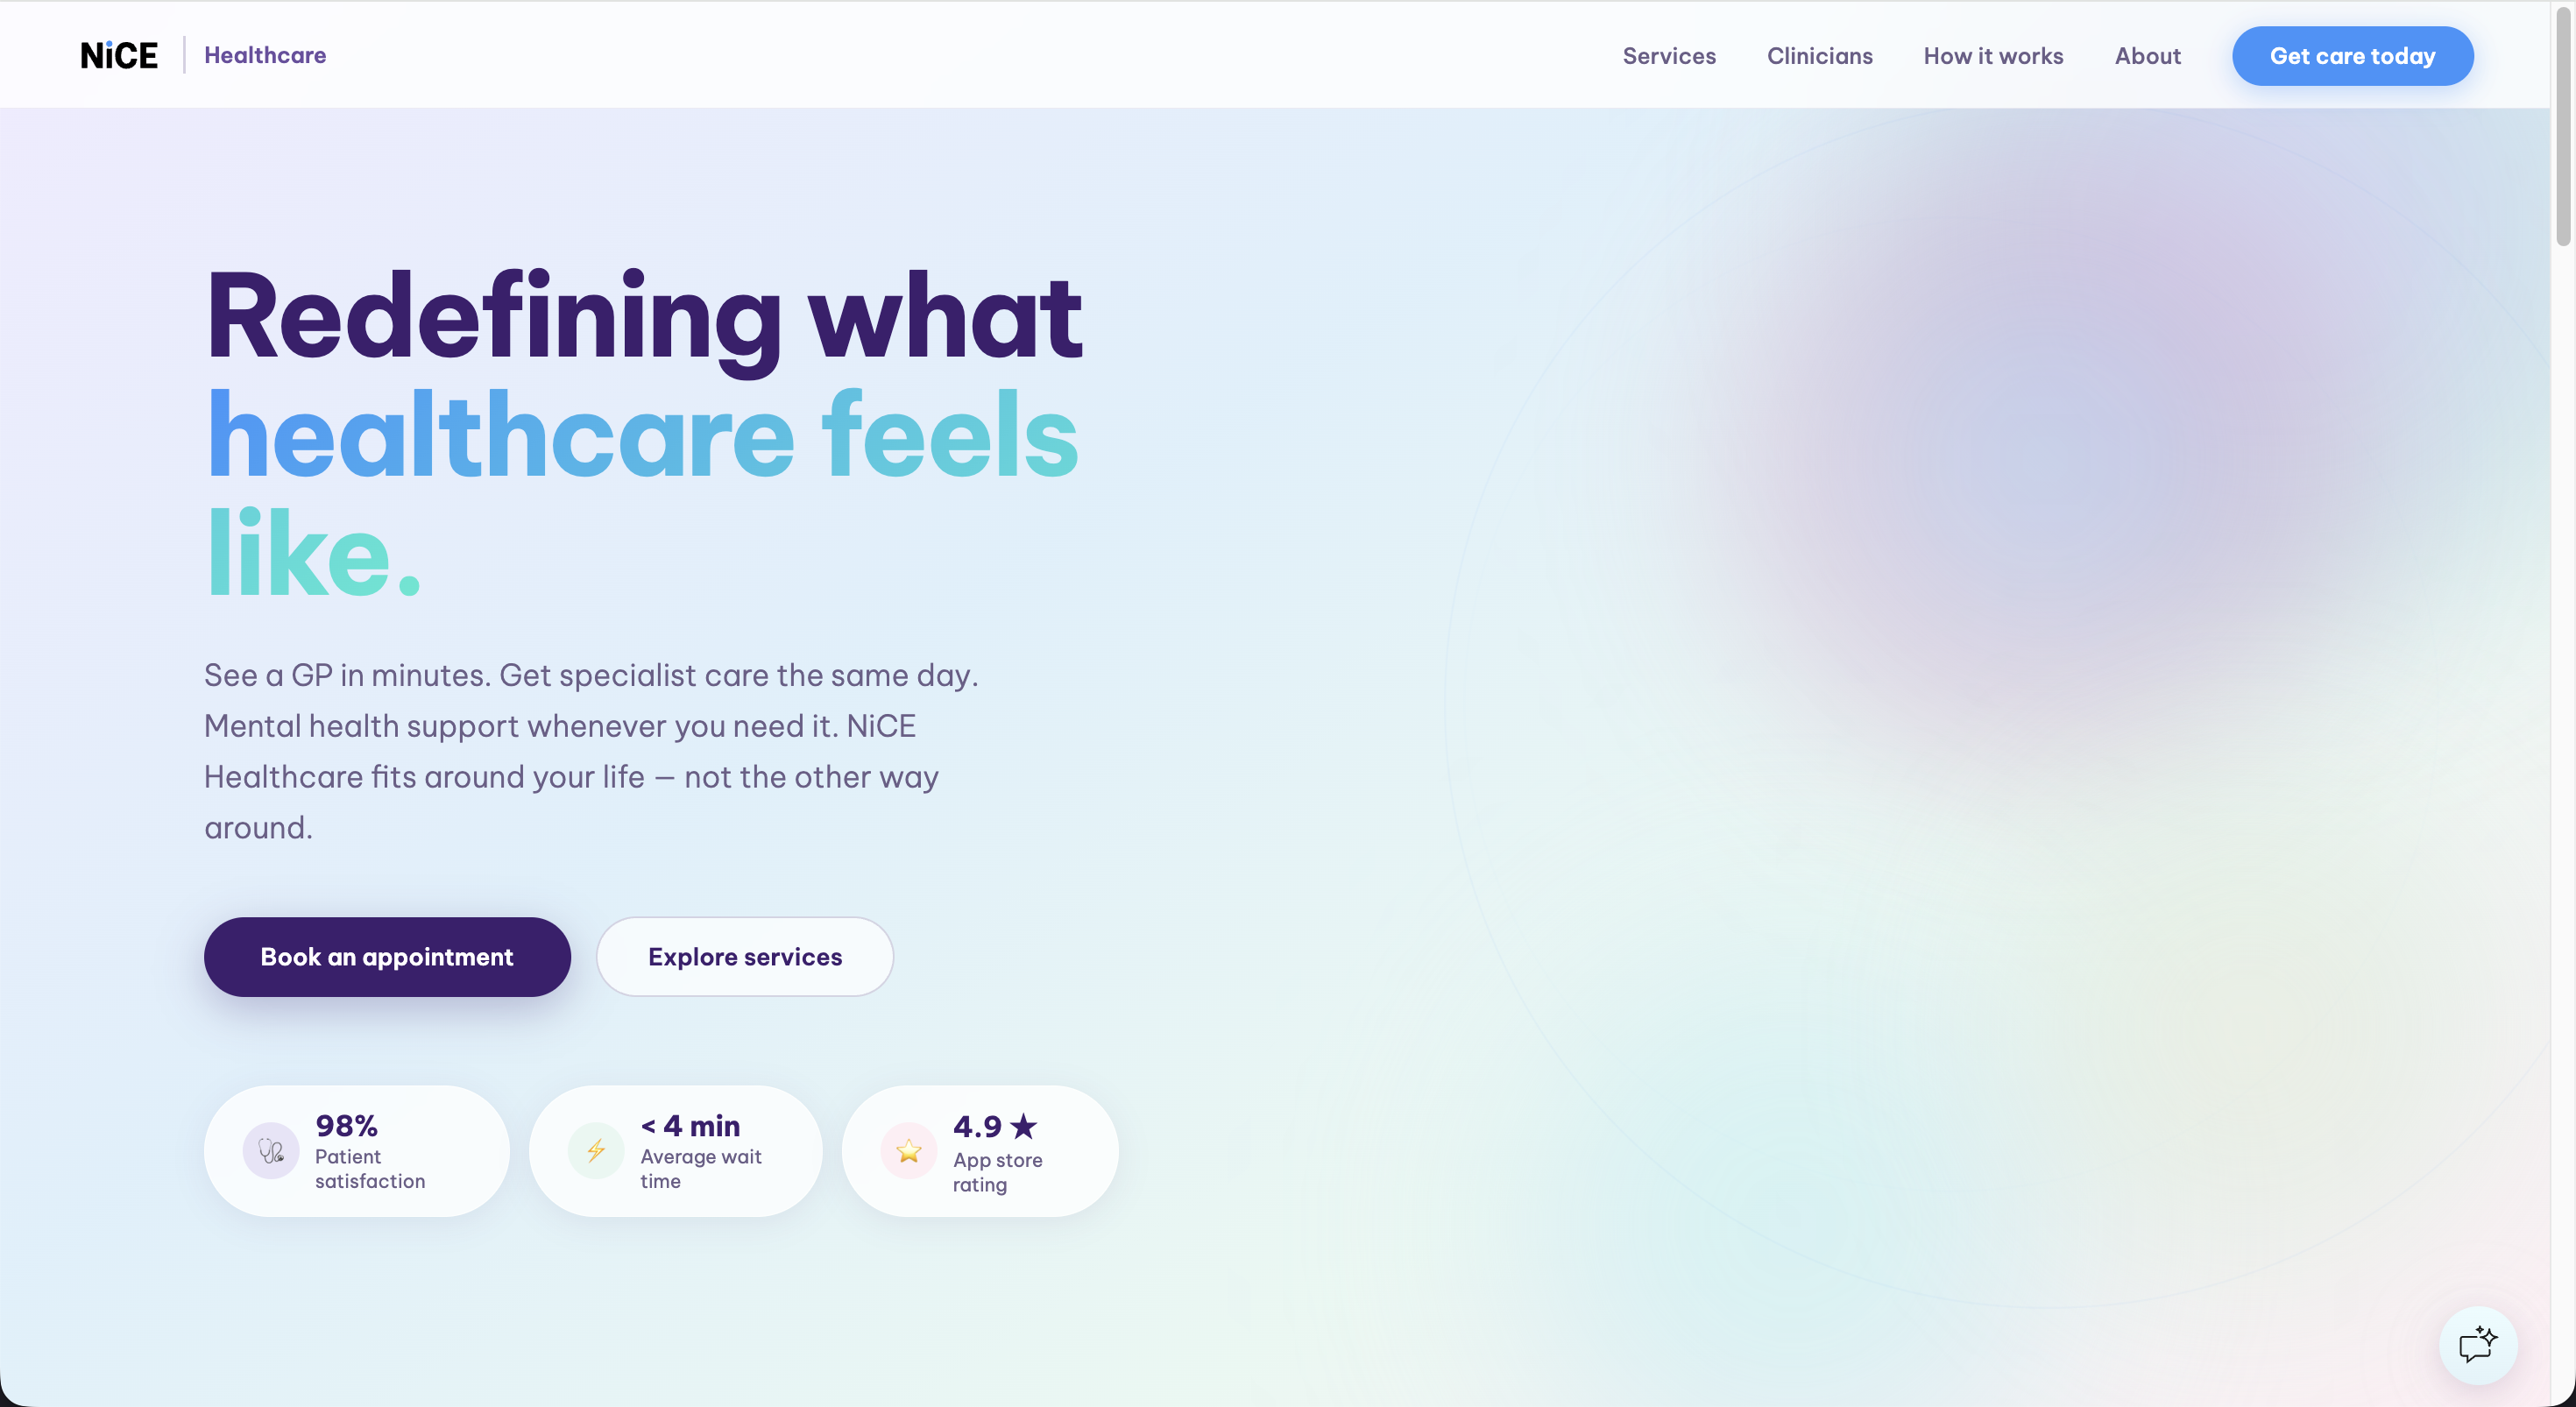 NiCE
Healthcare
Services
Clinicians
How it works
About
Get care today
Redefining what
healthcare feels
like.
See a GP in minutes. Get specialist care the same day.
Mental health support whenever you need it. NiCE
Healthcare fits around your life — not the other way
around.
Book an appointment
Explore services
98%
Patient
satisfaction
< 4 min
Average wait
time
4.9 ★
App store
rating